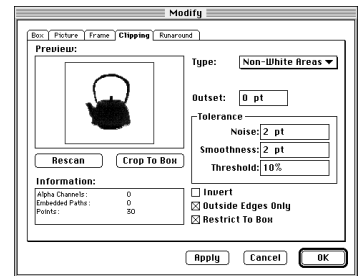 Modify
Box Picture Frame Clipping Runaround
Preview:
Type: Non-White Areas
Outset: 0 pt
Tolerance
Noise: 2 pt
Smoothness: 2 pt
Threshold: 10%
Rescan Crop To Box
Information:
Alpha Channels: 0
Embedded Paths: 0
Points: 30
Invert
Outside Edges Only
Restrict To Box
Apply Cancel OK